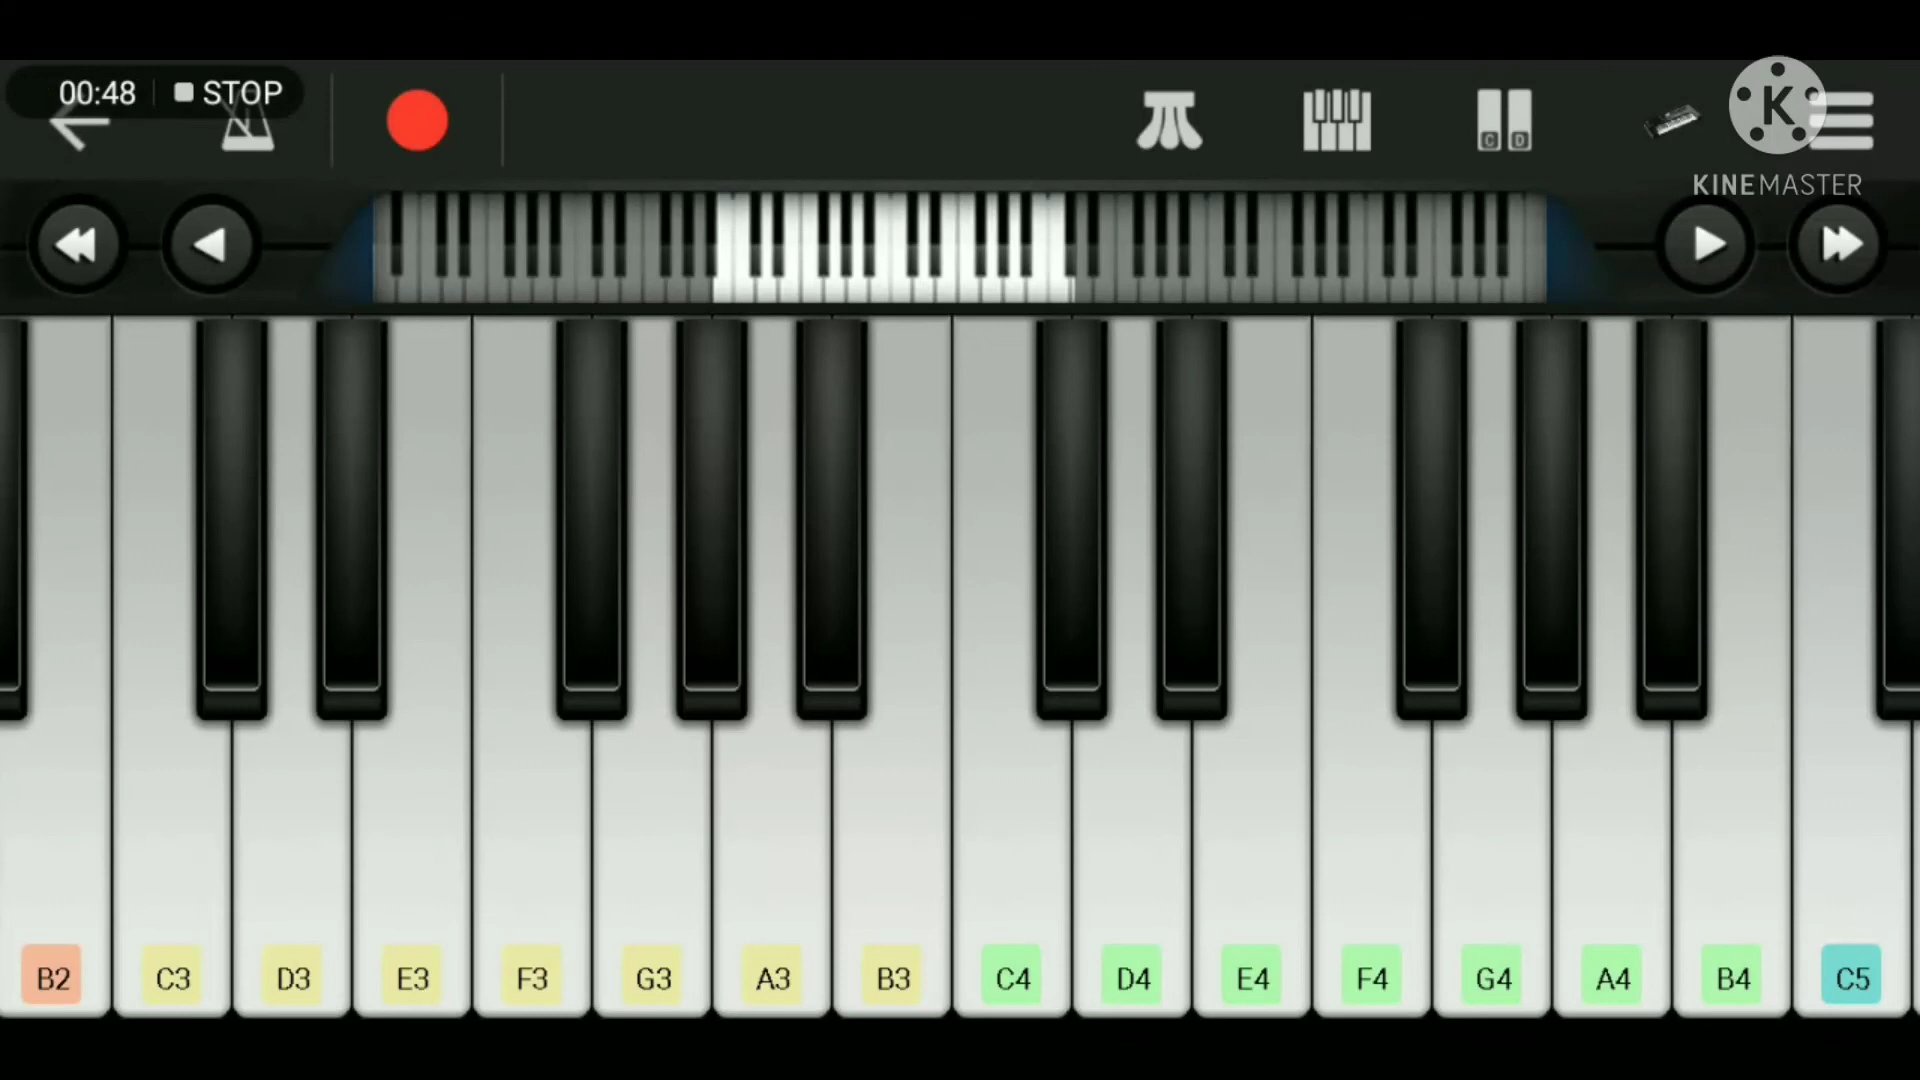 00:48 STOP
C D
K
KINEMASTER
B2 C3 D3 E3 F3 G3 A3 B3 C4 D4 E4 F4 G4 A4 B4 C5